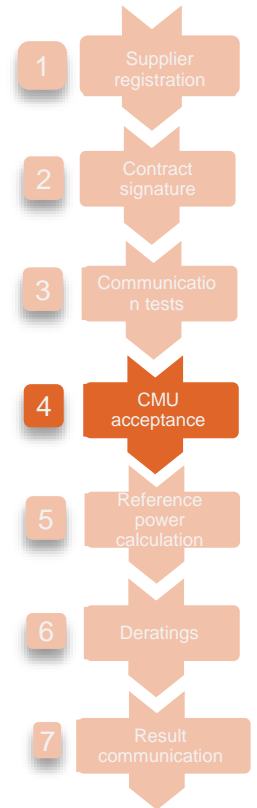 1
Supplier
registration
2
Contract
signature
3
Communicatio
n tests
4
CMU
acceptance
5
Reference
power
calculation
6
Deratings
7
Result
communication